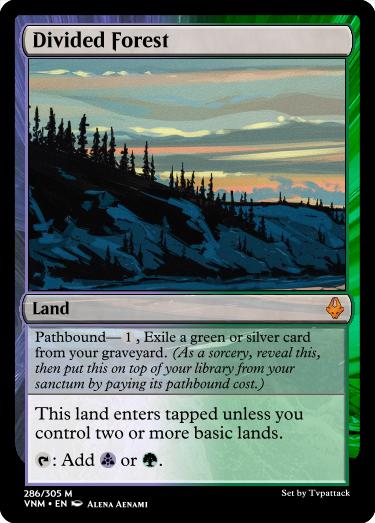 Divided Forest
Land
Pathbound— 1 , Exile a green or silver card
from your graveyard. (As a sorcery, reveal this,
then put this on top of your library from your
sanctum by paying its pathbound cost.)
This land enters tapped unless you
control two or more basic lands.
: Add or .
286/305 M
VNM • EN Alena Aenami
Set by Tvpattack